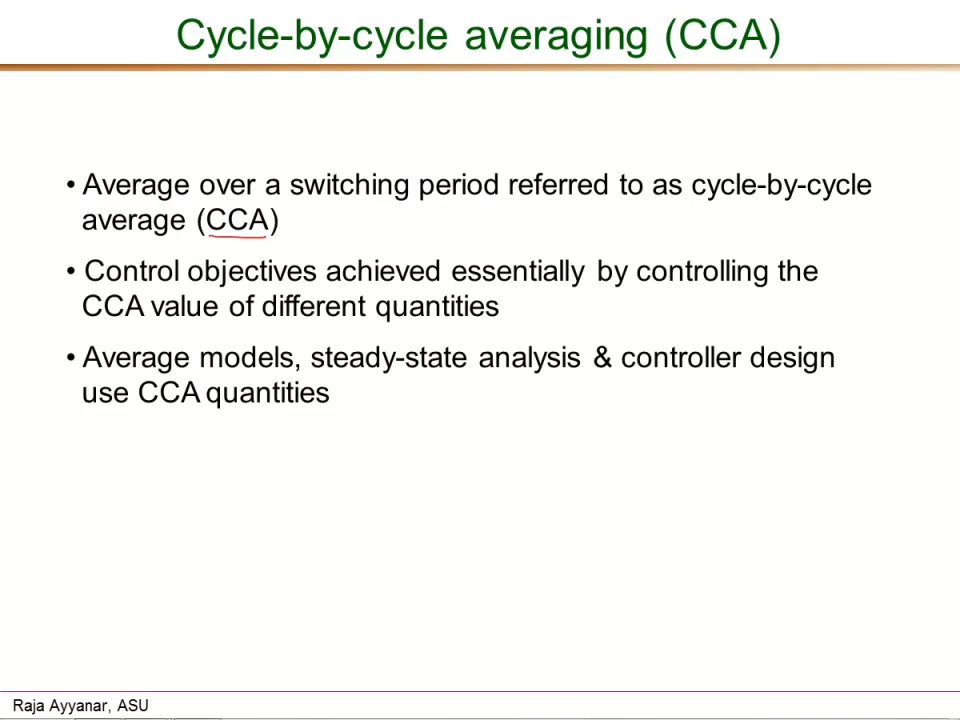 Cycle-by-cycle averaging (CCA)
• Average over a switching period referred to as cycle-by-cycle
average (CCA)
• Control objectives achieved essentially by controlling the
CCA value of different quantities
• Average models, steady-state analysis & controller design
use CCA quantities
Raja Ayyanar, ASU